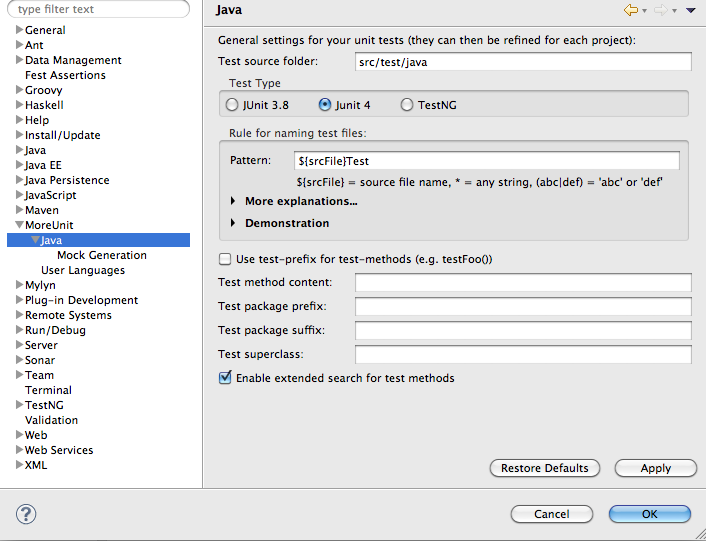 type filter text
General
Ant
Data Management
Fest Assertions
Groovy
Haskell
Help
Install/Update
Java
Java EE
Java Persistence
JavaScript
Maven
MoreUnit
Java
Mock Generation
User Languages
Mylyn
Plug-in Development
Remote Systems
Run/Debug
Server
Sonar
Team
Terminal
TestNG
Validation
Web
Web Services
XML
Java
General settings for your unit tests (they can then be refined for each project):
Test source folder: src/test/java
Test Type
JUnit 3.8 Junit 4 TestNG
Rule for naming test files:
Pattern: ${srcFile}Test
${srcFile} = source file name, * = any string, (abc|def) = 'abc' or 'def'
More explanations...
Demonstration
Use test-prefix for test-methods (e.g. testFoo())
Test method content:
Test package prefix:
Test package suffix:
Test superclass:
Enable extended search for test methods
Restore Defaults Apply
? Cancel OK